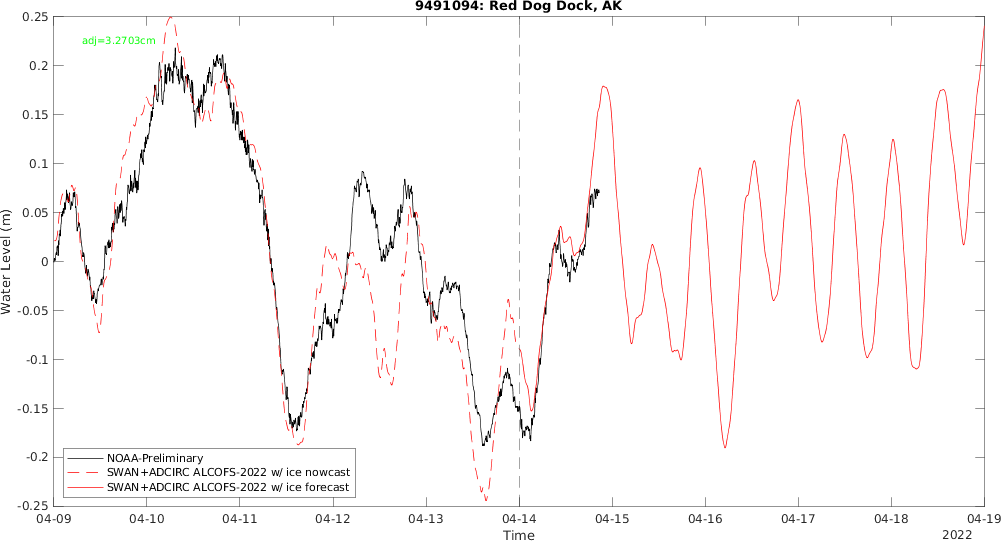 9491094: Red Dog Dock, AK
adj=3.2703cm
0.25
0.2
0.15
0.1
0.05
0
-0.05
-0.1
-0.15
-0.2
-0.25
Water Level (m)
NOAA-Preliminary
SWAN+ADCIRC ALCOFS-2022 w/ ice nowcast
SWAN+ADCIRC ALCOFS-2022 w/ ice forecast
04-09 04-10 04-11 04-12 04-13 04-14 04-15 04-16 04-17 04-18 04-19
Time
2022